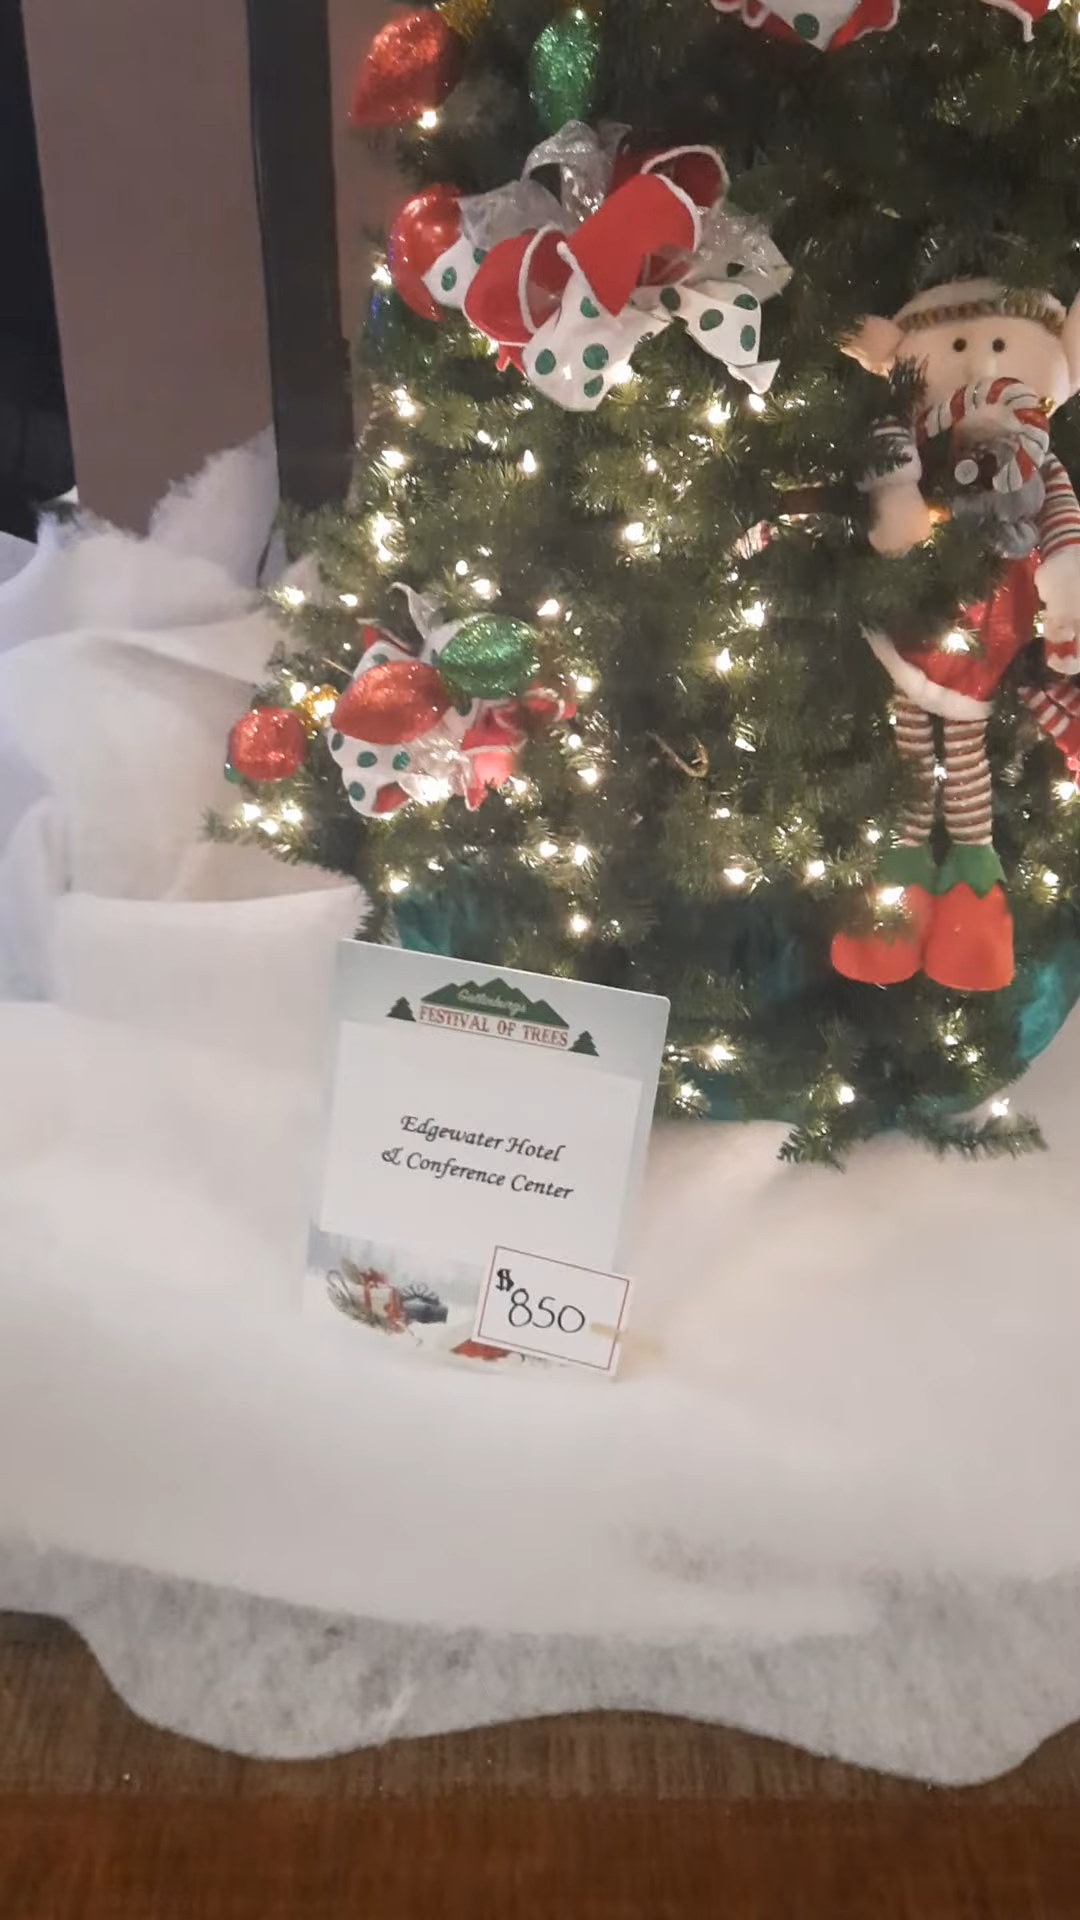 Gatlinburg's
FESTIVAL OF TREES
Edgewater Hotel
& Conference Center
$850